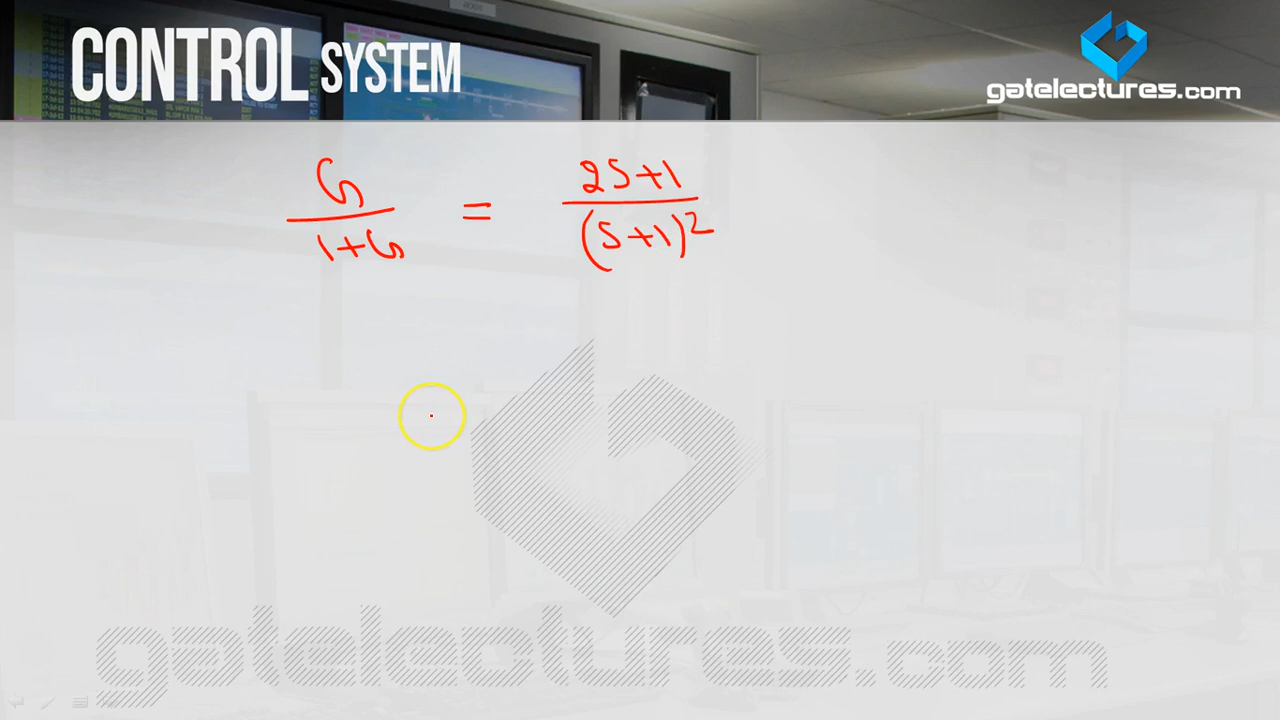 CONTROL SYSTEM
gatelectures.com
G/(1+G) = (2S+1)/(S+1)²
gatelectures.com